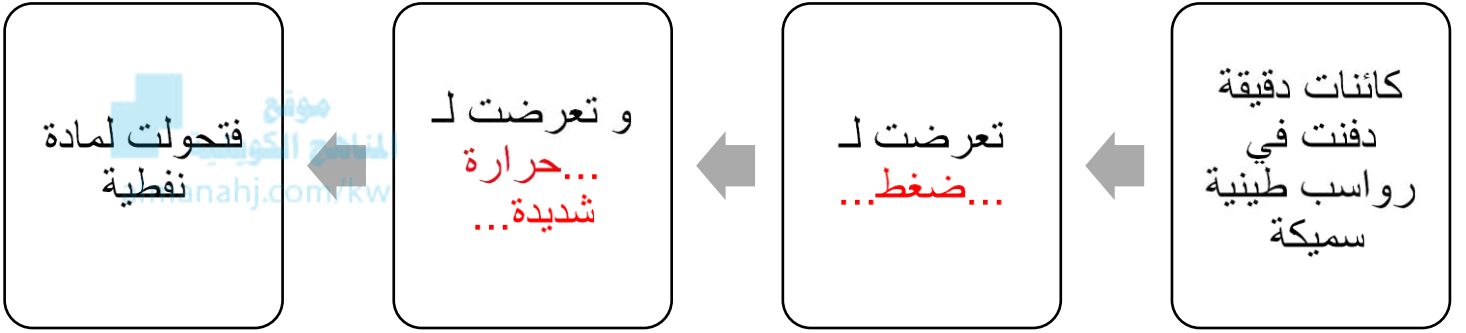 كائنات دقيقة
دفنت في
رواسب طينية
سميكة
تعرضت لـ
...ضغط...
و تعرضت لـ
...حرارة
شديدة...
فتحولت لمادة
نفطية
موقع
المناهج الكويتية
almanahj.com/kw